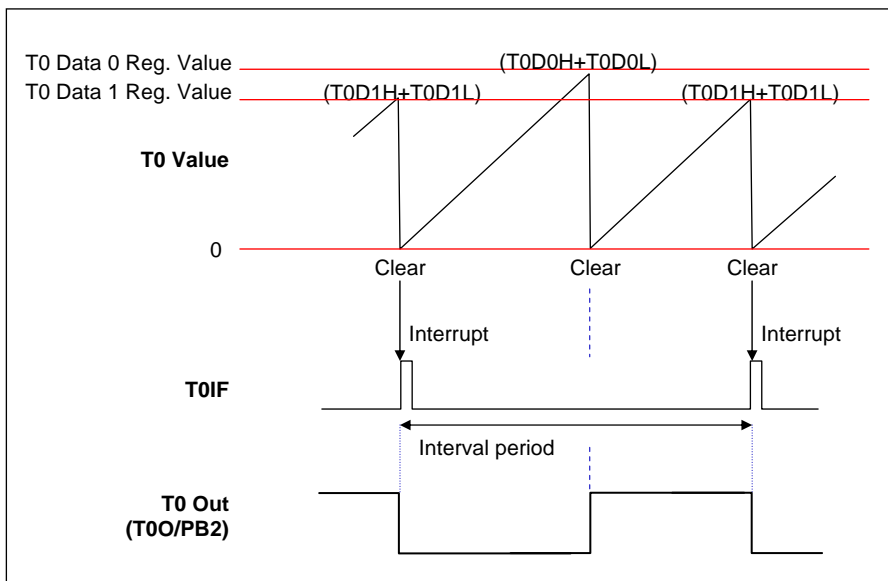 T0 Data 0 Reg. Value
(T0D0H+T0D0L)
T0 Data 1 Reg. Value
(T0D1H+T0D1L)
(T0D1H+T0D1L)
T0 Value
0
Clear
Clear
Clear
Interrupt
Interrupt
T0IF
Interval period
T0 Out
(T0O/PB2)